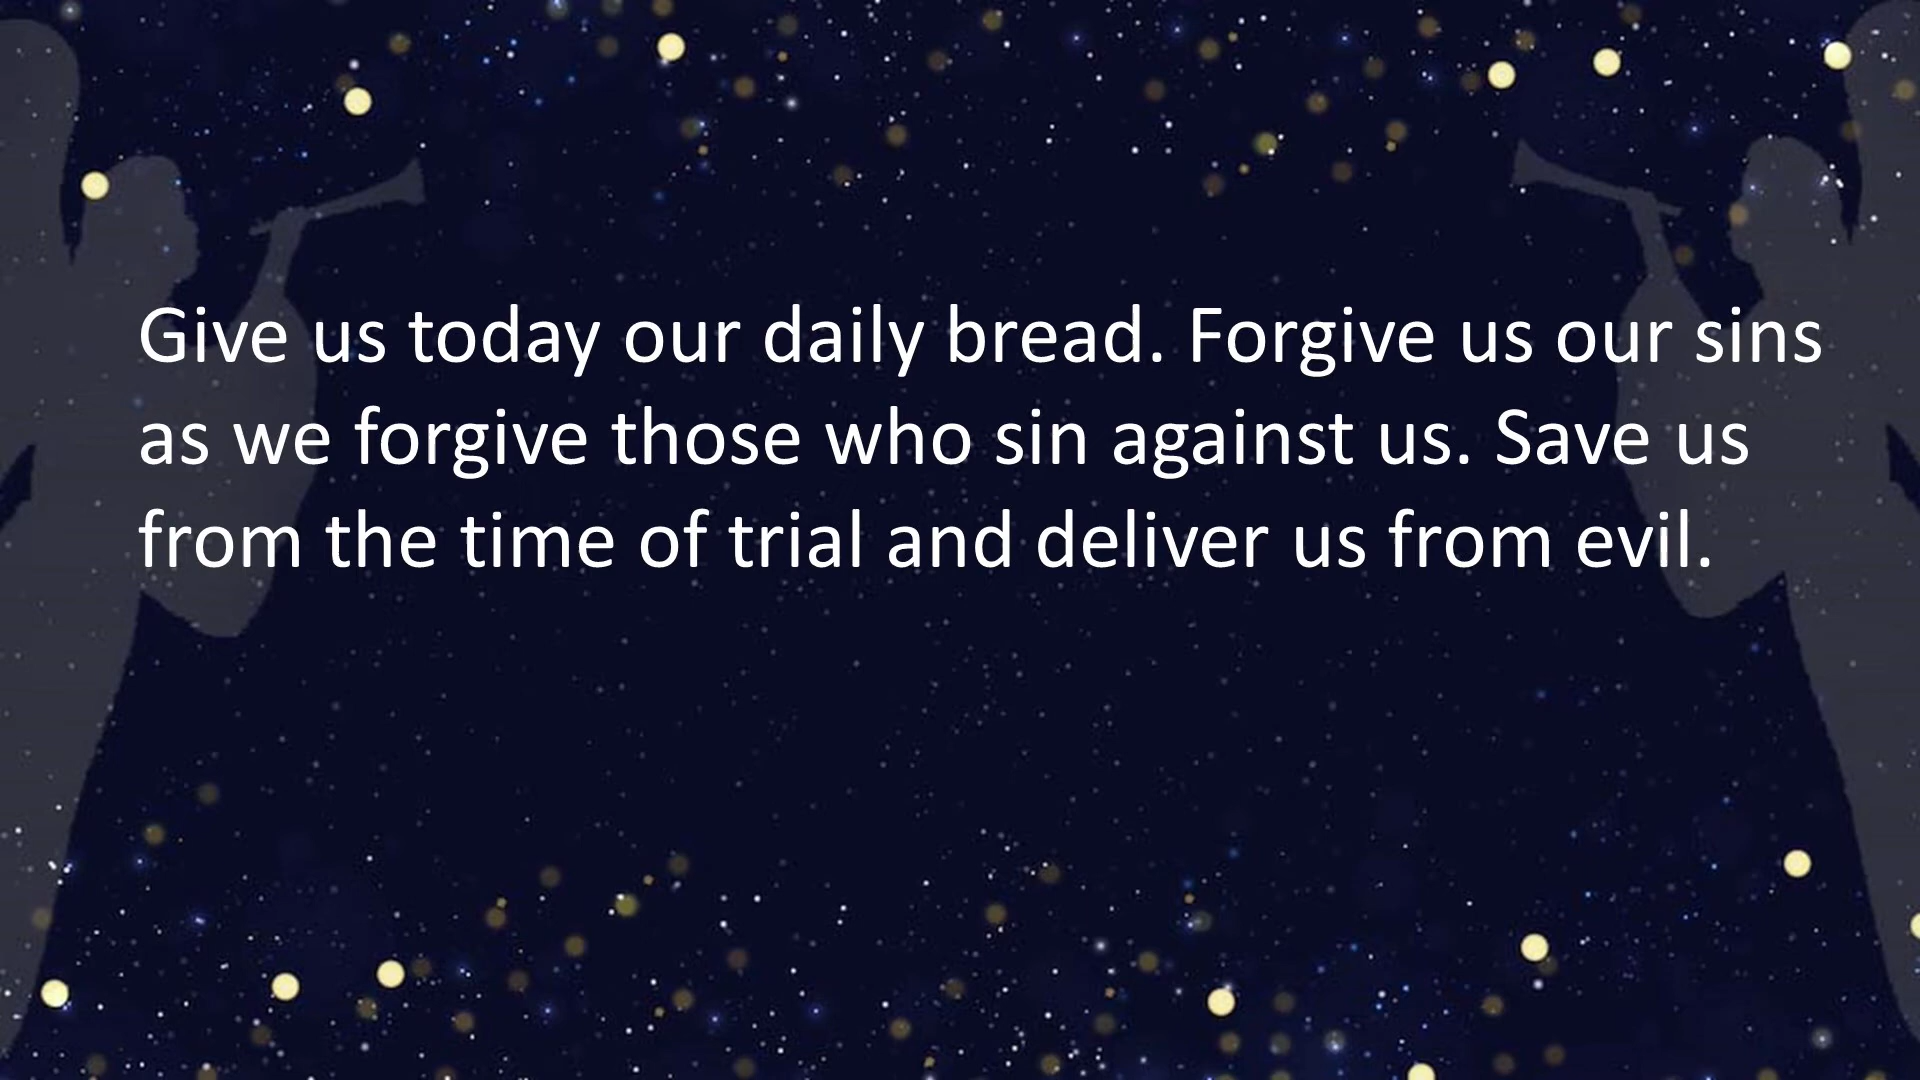 Give us today our daily bread. Forgive us our sins
as we forgive those who sin against us. Save us
from the time of trial and deliver us from evil.